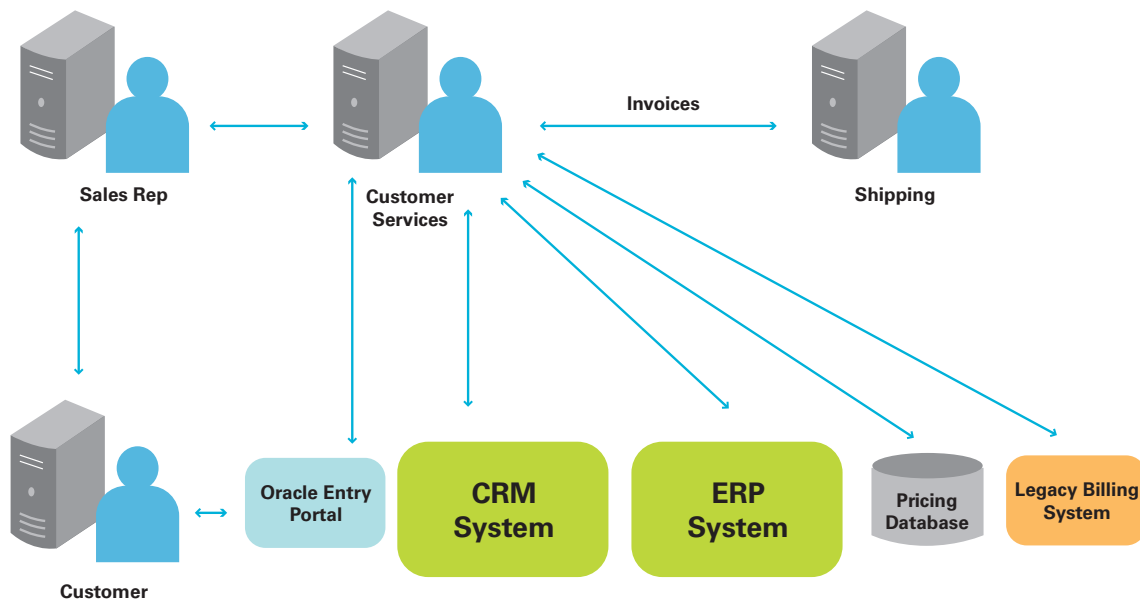 Invoices
Sales Rep
Customer
Services
Shipping
Oracle Entry
Portal
CRM
System
ERP
System
Pricing
Database
Legacy Billing
System
Customer